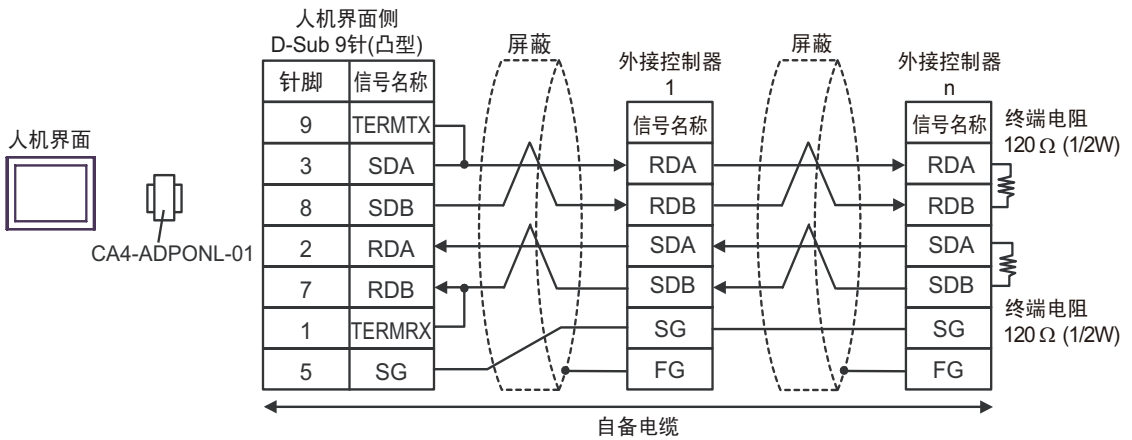 人机界面侧
D-Sub 9针(凸型)
屏蔽
屏蔽
外接控制器
1
外接控制器
n
针脚 信号名称
信号名称
信号名称
终端电阻
120 Ω (1/2W)
人机界面
CA4-ADPONL-01
9 TERMTX
3 SDA RDA RDA
8 SDB RDB RDB
2 RDA SDA SDA
7 RDB SDB SDB
1 TERMRX SG SG
5 SG FG FG
终端电阻
120 Ω (1/2W)
自备电缆